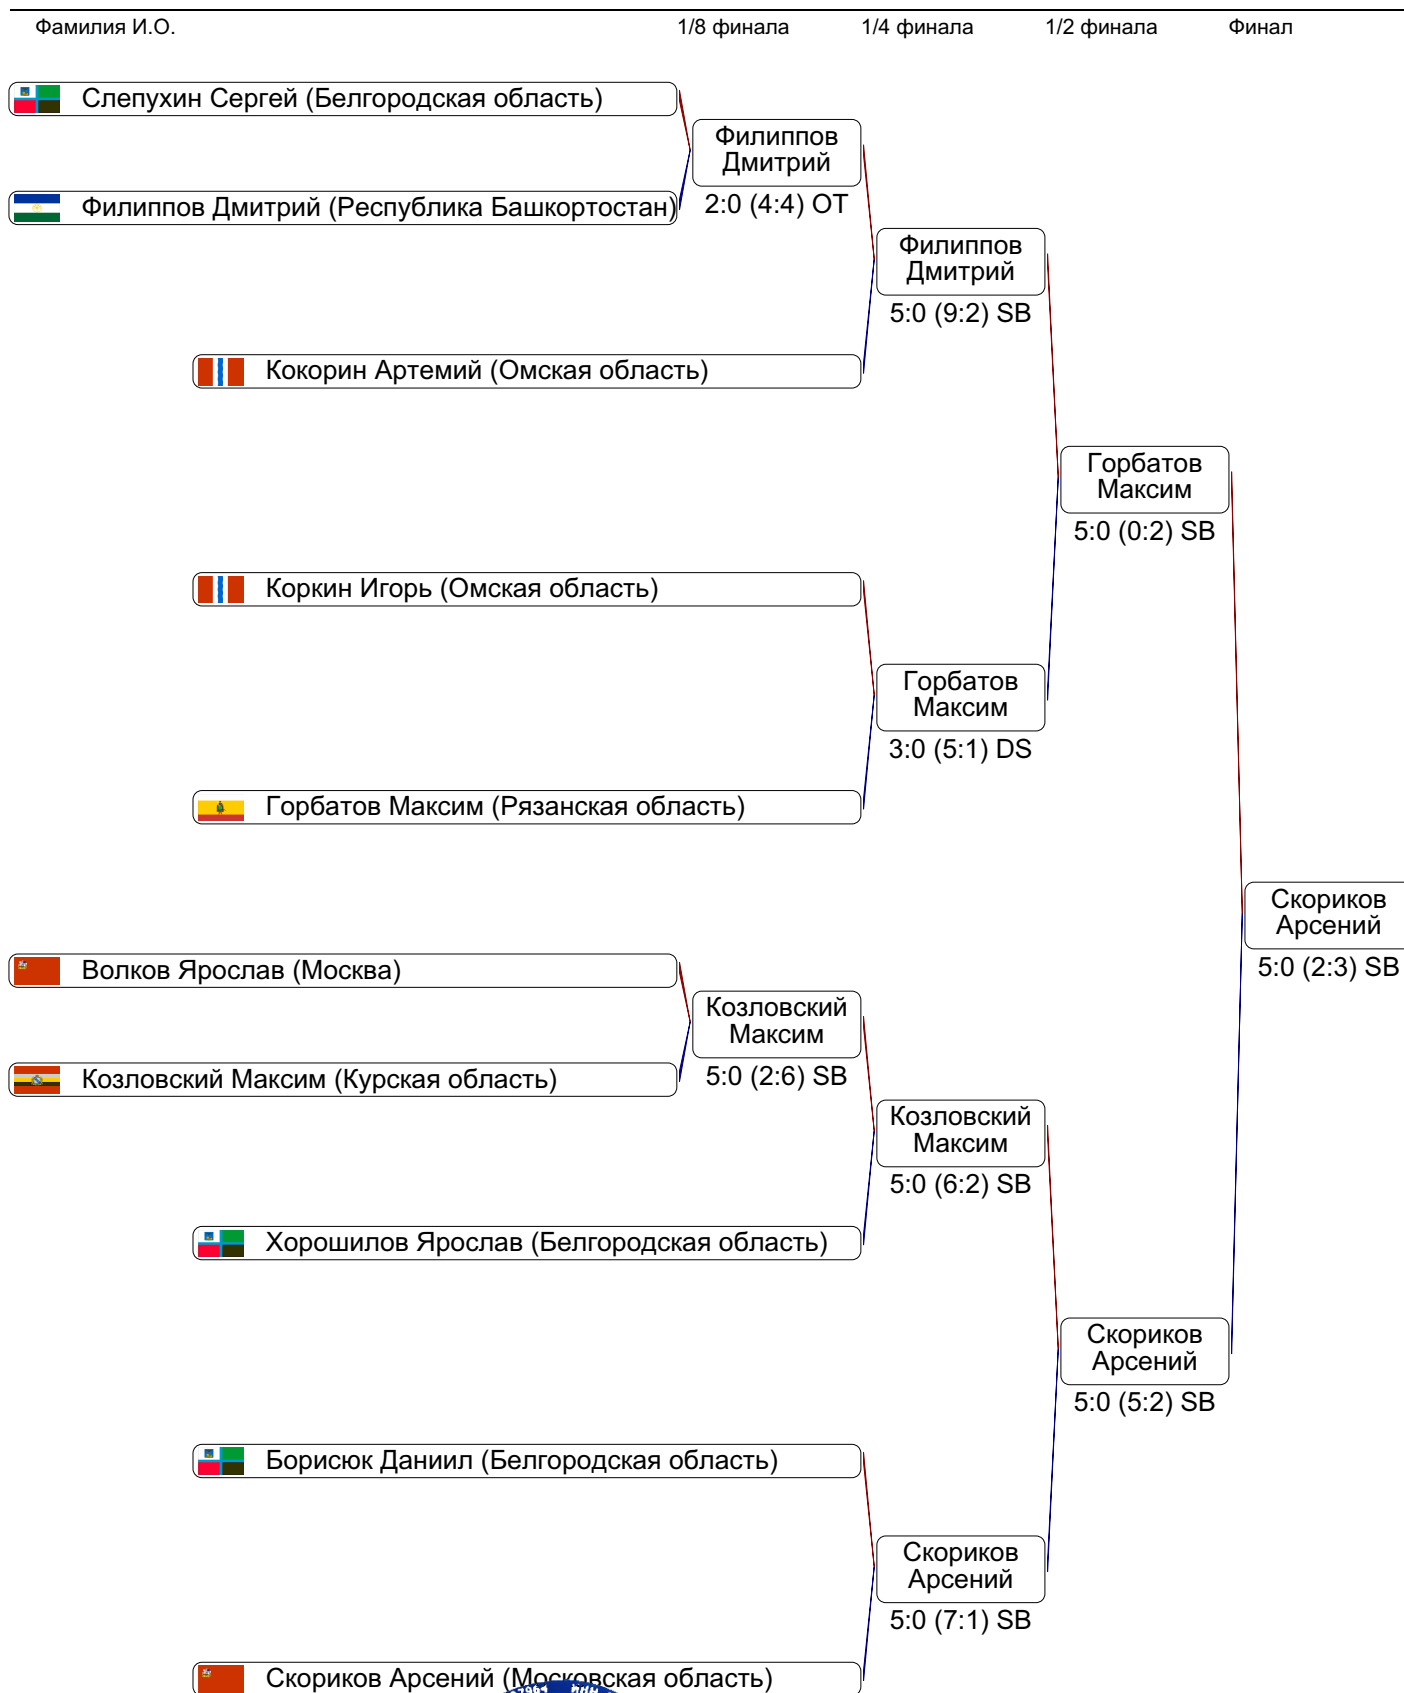 Фамилия И.О. 1/8 финала 1/4 финала 1/2 финала Финал
Слепухин Сергей (Белгородская область)
Филиппов
Дмитрий
2:0 (4:4) OT
Филиппов Дмитрий (Республика Башкортостан)
Филиппов
Дмитрий
5:0 (9:2) SB
Кокорин Артемий (Омская область)
Горбатов
Максим
5:0 (0:2) SB
Коркин Игорь (Омская область)
Горбатов
Максим
3:0 (5:1) DS
Горбатов Максим (Рязанская область)
Скориков
Арсений
5:0 (2:3) SB
Волков Ярослав (Москва)
Козловский
Максим
5:0 (2:6) SB
Козловский Максим (Курская область)
Козловский
Максим
5:0 (6:2) SB
Хорошилов Ярослав (Белгородская область)
Скориков
Арсений
5:0 (5:2) SB
Борисюк Даниил (Белгородская область)
Скориков
Арсений
5:0 (7:1) SB
Скориков Арсений (Московская область)